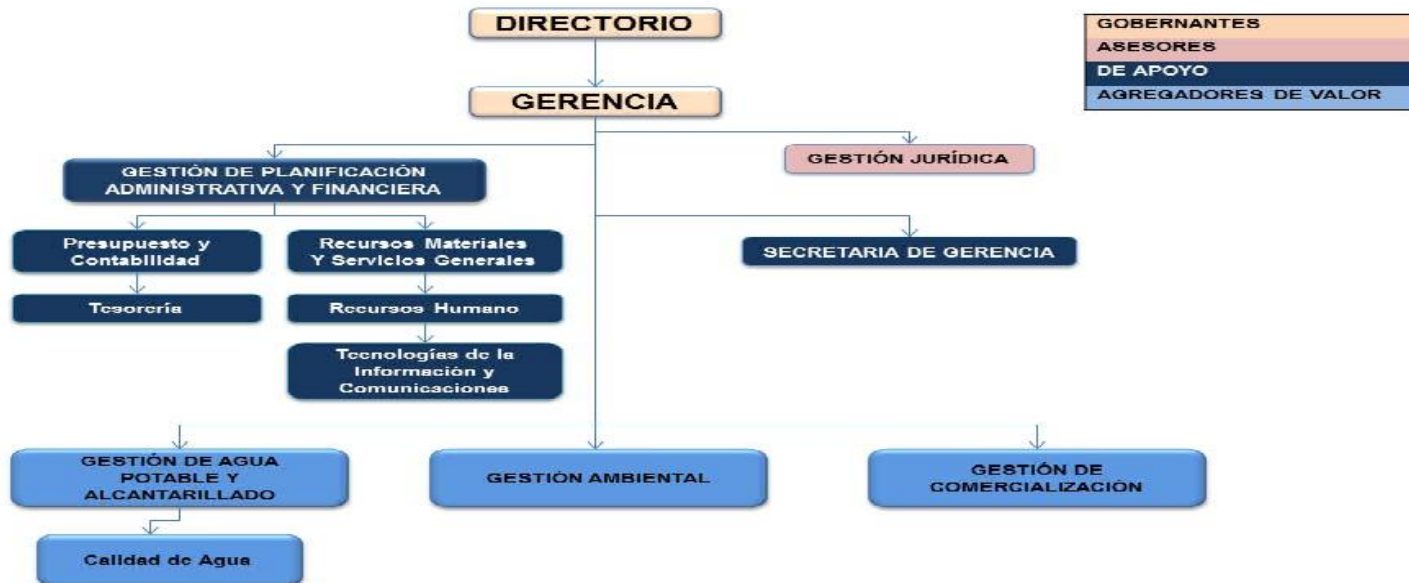 DIRECTORIO
GOBERNANTES
ASESORES
DE APOYO
AGREGADORES DE VALOR
GERENCIA
GESTIÓN JURÍDICA
GESTIÓN DE PLANIFICACIÓN
ADMINISTRATIVA Y FINANCIERA
Presupuesto y
Contabilidad
Recursos Materiales
Y Servicios Generales
SECRETARIA DE GERENCIA
Tesorería
Recursos Humano
Tecnologías de la
Información y
Comunicaciones
GESTIÓN DE AGUA
POTABLE Y
ALCANTARILLADO
GESTIÓN AMBIENTAL
GESTIÓN DE
COMERCIALIZACIÓN
Calidad de Agua